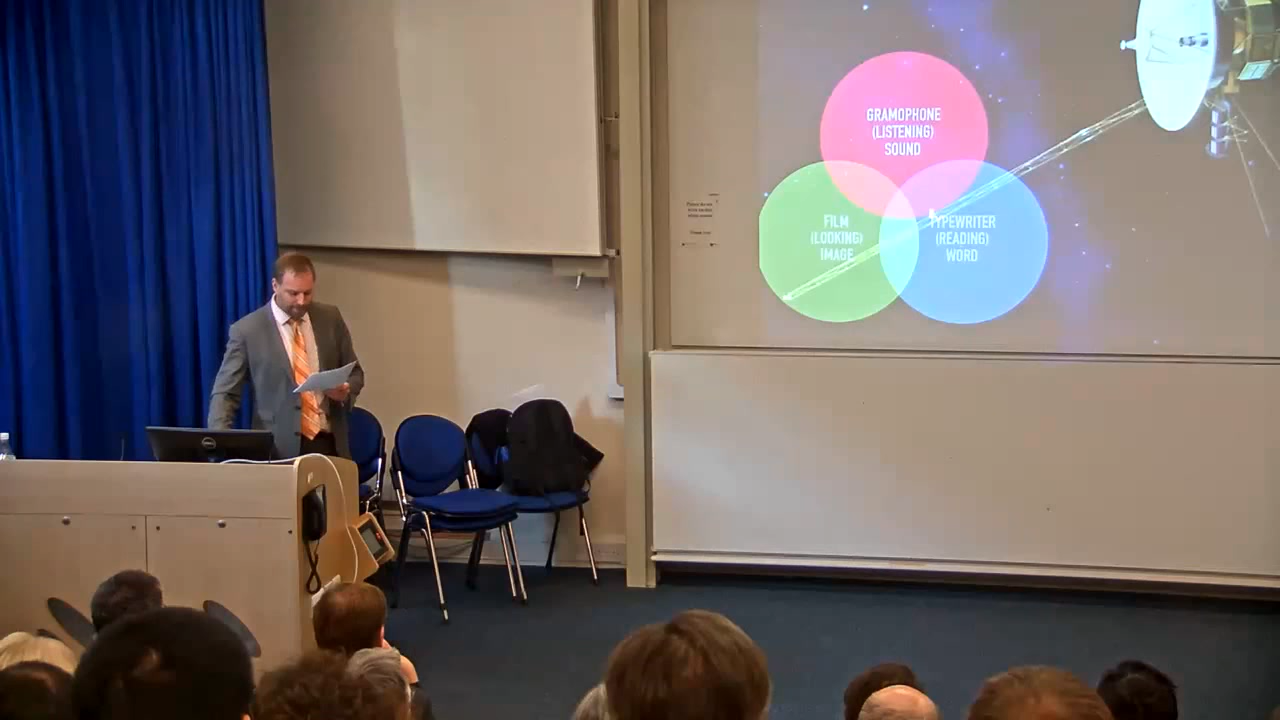 GRAMOPHONE
(LISTENING)
SOUND
FILM
(LOOKING)
IMAGE
TYPEWRITER
(READING)
WORD